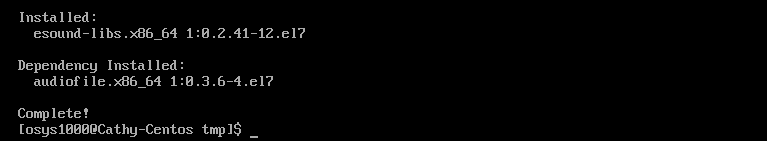 Installed:
esound-libs.x86_64 1:0.2.41-12.el7
Dependency Installed:
audiofile.x86_64 1:0.3.6-4.el7
Complete!
[osys1000@Cathy-Centos tmp]$ _